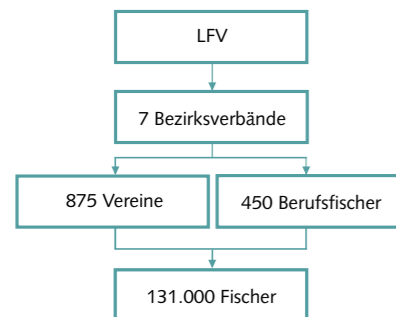 LFV
7 Bezirksverbände
875 Vereine
450 Berufsfischer
131.000 Fischer